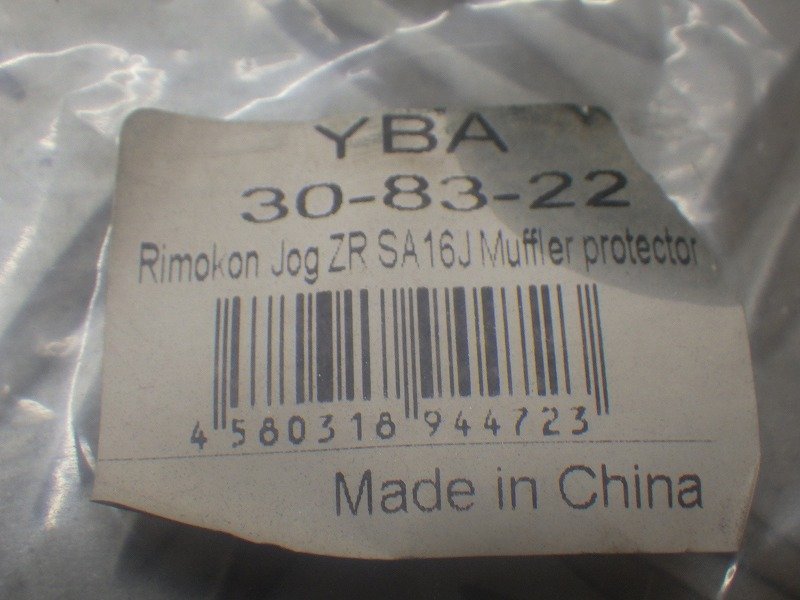 YBA
30-83-22
Rimokon Jog ZR SA16J Muffler protector
4 580318 944723
Made in China